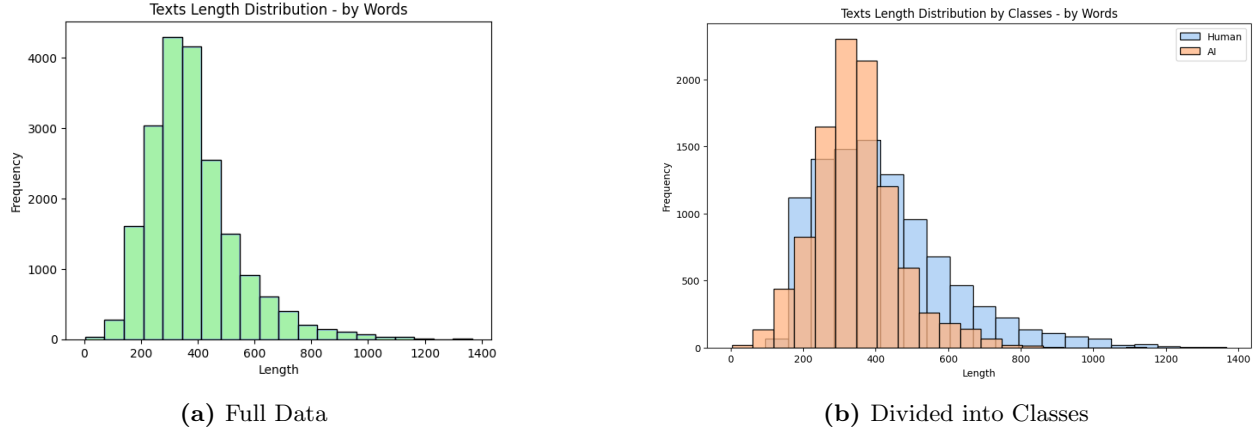 Texts Length Distribution - by Words
Frequency
4000
3000
2000
1000
0
0 200 400 600 800 1000 1200 1400
Length
(a) Full Data
Texts Length Distribution by Classes - by Words
Human
AI
Frequency
2000
1500
1000
500
0
0 200 400 600 800 1000 1200 1400
Length
(b) Divided into Classes